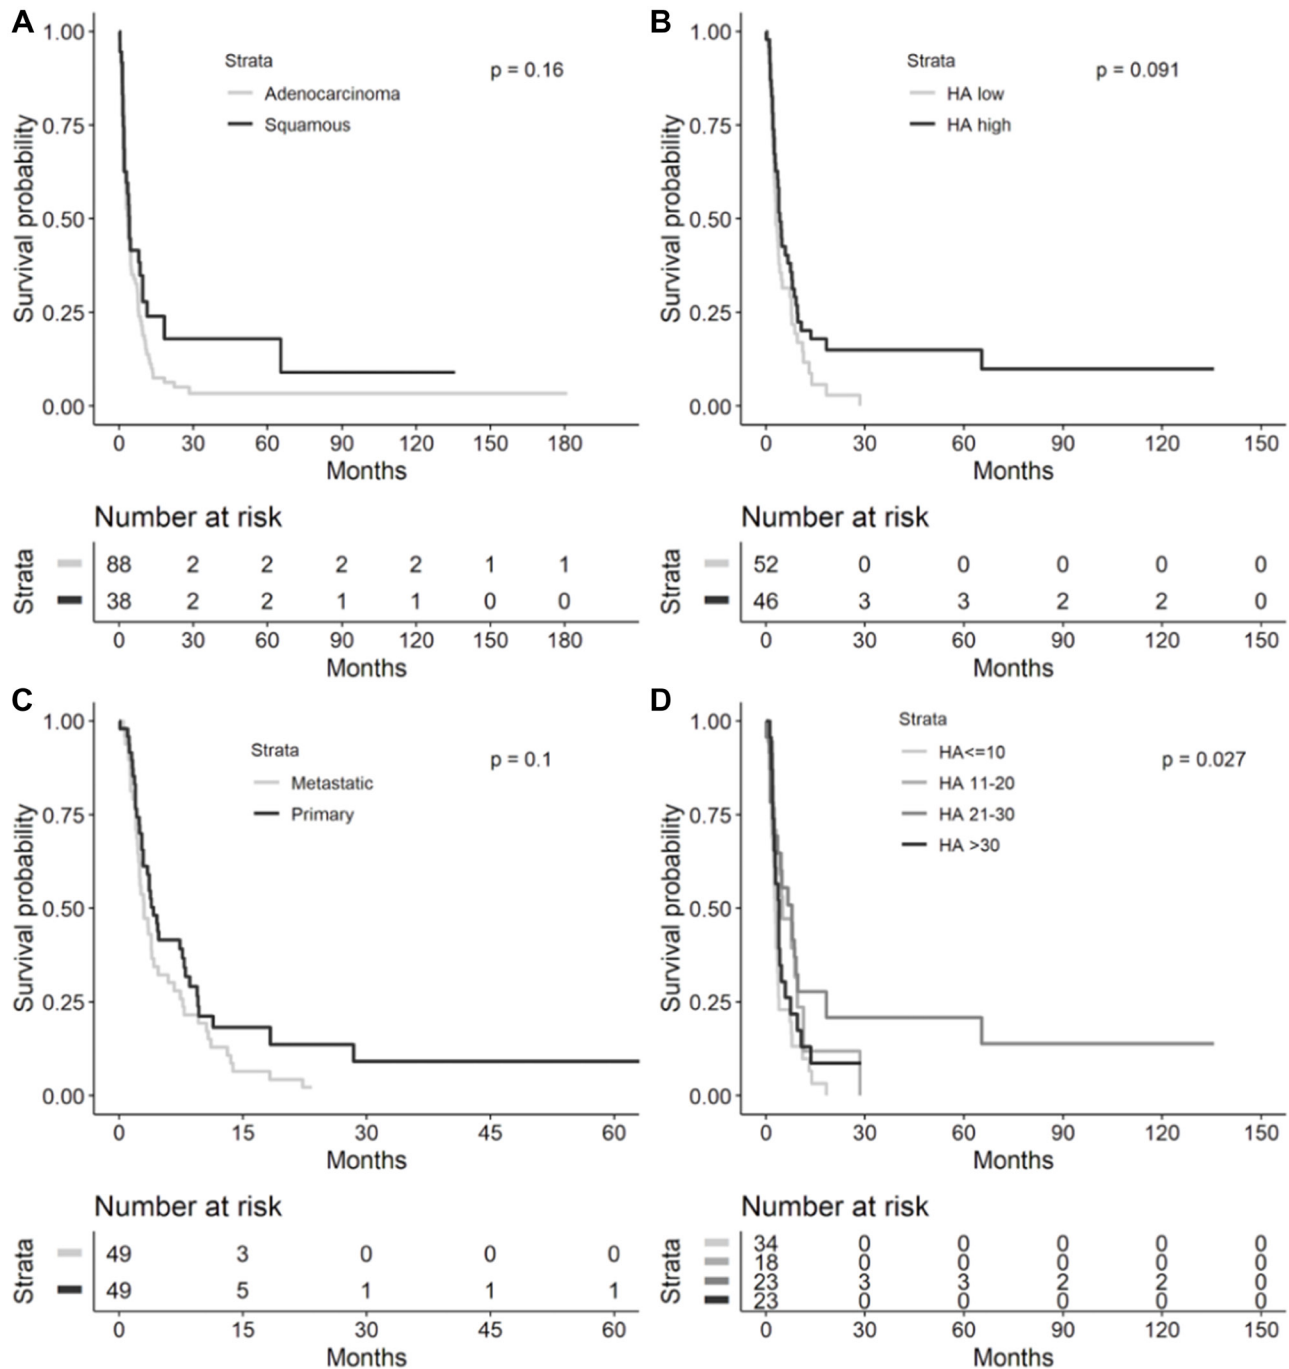 A
1.00
0.75
0.50
0.25
0.00
Survival probability
Strata
Adenocarcinoma
Squamous
p = 0.16
0 30 60 90 120 150 180
Months
Number at risk
Strata
88 2 2 2 2 1 1
38 2 2 1 1 0 0
0 30 60 90 120 150 180
Months
B
1.00
0.75
0.50
0.25
0.00
Survival probability
Strata
HA low
HA high
p = 0.091
0 30 60 90 120 150
Months
Number at risk
Strata
52 0 0 0 0 0
46 3 3 2 2 0
0 30 60 90 120 150
Months
C
1.00
0.75
0.50
0.25
0.00
Survival probability
Strata
Metastatic
Primary
p = 0.1
0 15 30 45 60
Months
Number at risk
Strata
49 3 0 0 0
49 5 1 1 1
0 15 30 45 60
Months
D
1.00
0.75
0.50
0.25
0.00
Survival probability
Strata
HA<=10
HA 11-20
HA 21-30
HA >30
p = 0.027
0 30 60 90 120 150
Months
Number at risk
Strata
34 0 0 0 0 0
18 0 0 0 0 0
23 3 3 2 2 0
23 0 0 0 0 0
0 30 60 90 120 150
Months